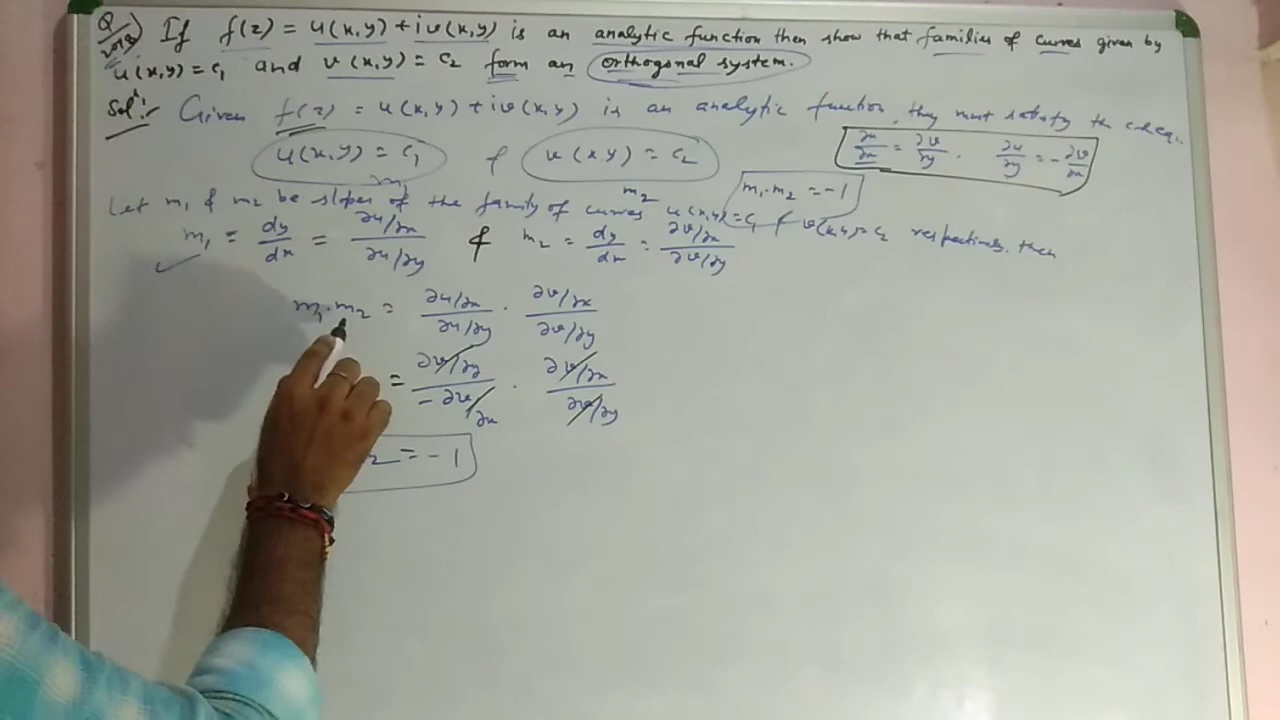 Q 2018) If f(z) = u(x,y) + iv(x,y) is an analytic function then show that families of curves given by
u(x,y) = c₁ and v(x,y) = c₂ form an orthogonal system.
Solⁿ:- Given f(z) = u(x,y) + iv(x,y) is an analytic function, they must satisfy the
∂u/∂x = ∂v/∂y . ∂u/∂y = -∂v/∂x
u(x,y) = c₁ & v(x,y) = c₂
m₁ m₂ m₁.m₂ = -1
Let m₁ & m₂ be slopes of the family of curves u(x,y) = c₁ & v(x,y) = c₂ respectively, then
m₁ = dy/dx = ∂u/∂x / ∂u/∂y & m₂ = dy/dx = ∂v/∂x / ∂v/∂y
m₁.m₂ = ∂u/∂x / ∂u/∂y . ∂v/∂x / ∂v/∂y
= ∂v/∂y / -∂v/∂x . ∂v/∂x / ∂v/∂y
2 = -1